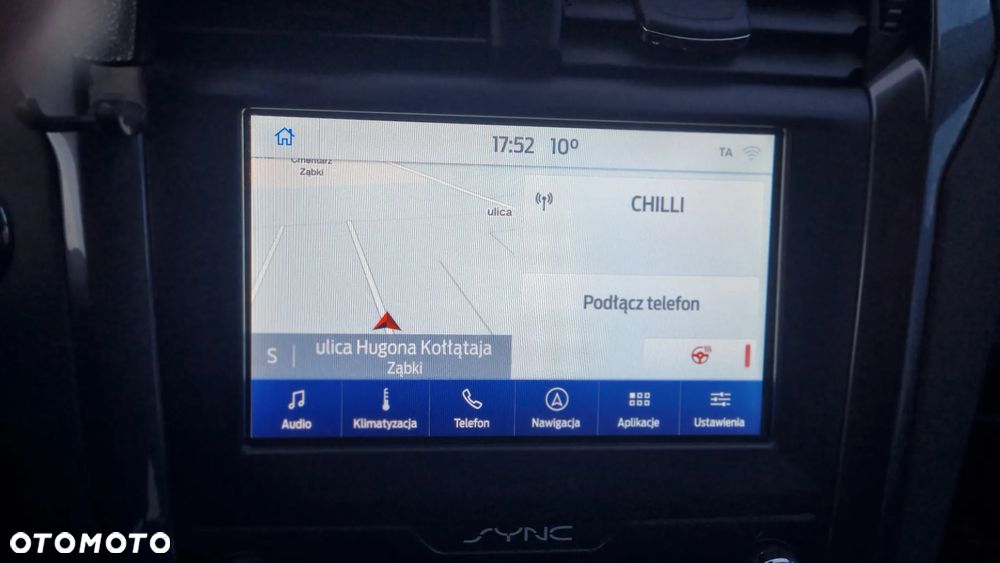 17:52 10°
TA
Cmentarz
Ząbki
ulica
CHILLI
Podłącz telefon
S
ulica Hugona Kołłątaja
Ząbki
Audio
Klimatyzacja
Telefon
Nawigacja
Aplikacje
Ustawienia
SYNC
OTOMOTO